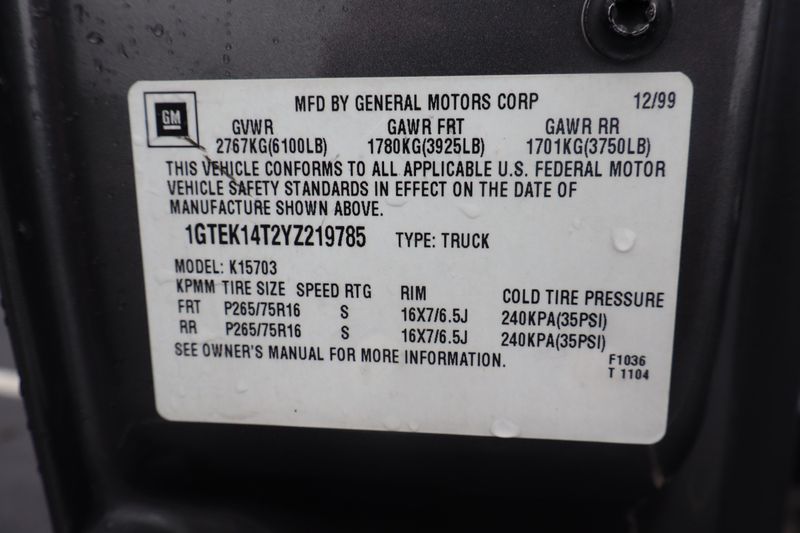 MFD BY GENERAL MOTORS CORP 12/99
GM
GVWR GAWR FRT GAWR RR
2767KG(6100LB) 1780KG(3925LB) 1701KG(3750LB)
THIS VEHICLE CONFORMS TO ALL APPLICABLE U.S. FEDERAL MOTOR
VEHICLE SAFETY STANDARDS IN EFFECT ON THE DATE OF
MANUFACTURE SHOWN ABOVE.
1GTEK14T2YZ219785 TYPE: TRUCK
MODEL: K15703
KPMM TIRE SIZE SPEED RTG RIM COLD TIRE PRESSURE
FRT P265/75R16 S 16X7/6.5J 240KPA(35PSI)
RR P265/75R16 S 16X7/6.5J 240KPA(35PSI)
SEE OWNER'S MANUAL FOR MORE INFORMATION.
F1036
T 1104